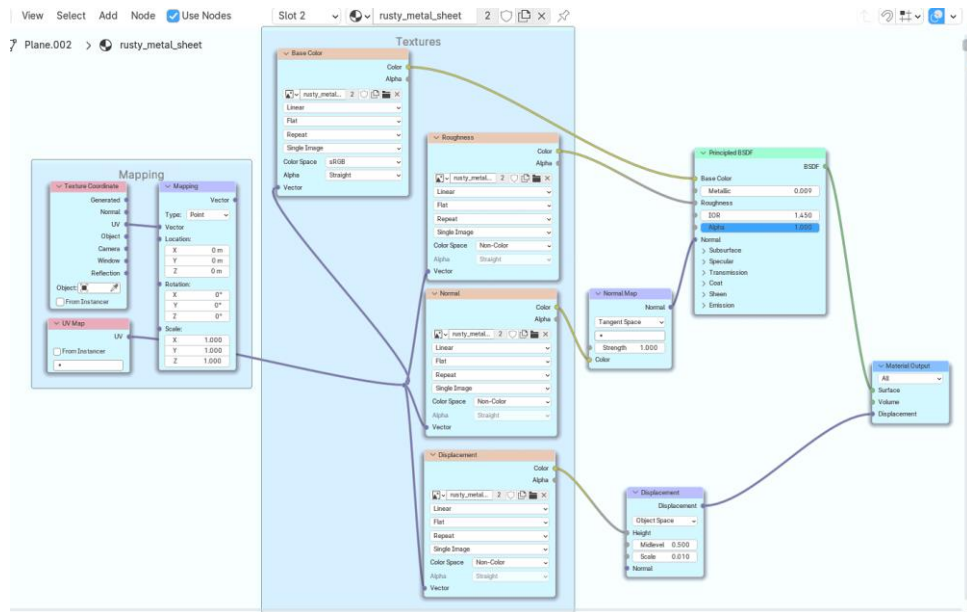 View Select Add Node Use Nodes Slot 2 rusty_metal_sheet 2
Plane.002 > rusty_metal_sheet
Textures
Base Color
Color
Alpha
rusty_metal... 2
Linear
Flat
Repeat
Single Image
Color Space sRGB
Alpha Straight
Vector
Mapping
Texture Coordinate
Generated
Normal
UV
Object
Camera
Window
Reflection
Object:
From Instancer
UV Map
UV
From Instancer
Mapping
Vector
Type: Point
Vector
Location:
X 0 m
Y 0 m
Z 0 m
Rotation:
X 0°
Y 0°
Z 0°
Scale:
X 1.000
Y 1.000
Z 1.000
Roughness
Color
Alpha
rusty_metal... 2
Linear
Flat
Repeat
Single Image
Color Space Non-Color
Alpha Straight
Vector
Normal
Color
Alpha
rusty_metal... 2
Linear
Flat
Repeat
Single Image
Color Space Non-Color
Alpha Straight
Vector
Displacement
Color
Alpha
rusty_metal... 2
Linear
Flat
Repeat
Single Image
Color Space Non-Color
Alpha Straight
Vector
Normal Map
Normal
Tangent Space
Strength 1.000
Color
Displacement
Displacement
Object Space
Height
Midlevel 0.500
Scale 0.010
Normal
Principled BSDF
BSDF
Base Color
Metallic 0.009
Roughness
IOR 1.450
Alpha 1.000
Normal
> Subsurface
> Specular
> Transmission
> Coat
> Sheen
> Emission
Material Output
All
Surface
Volume
Displacement